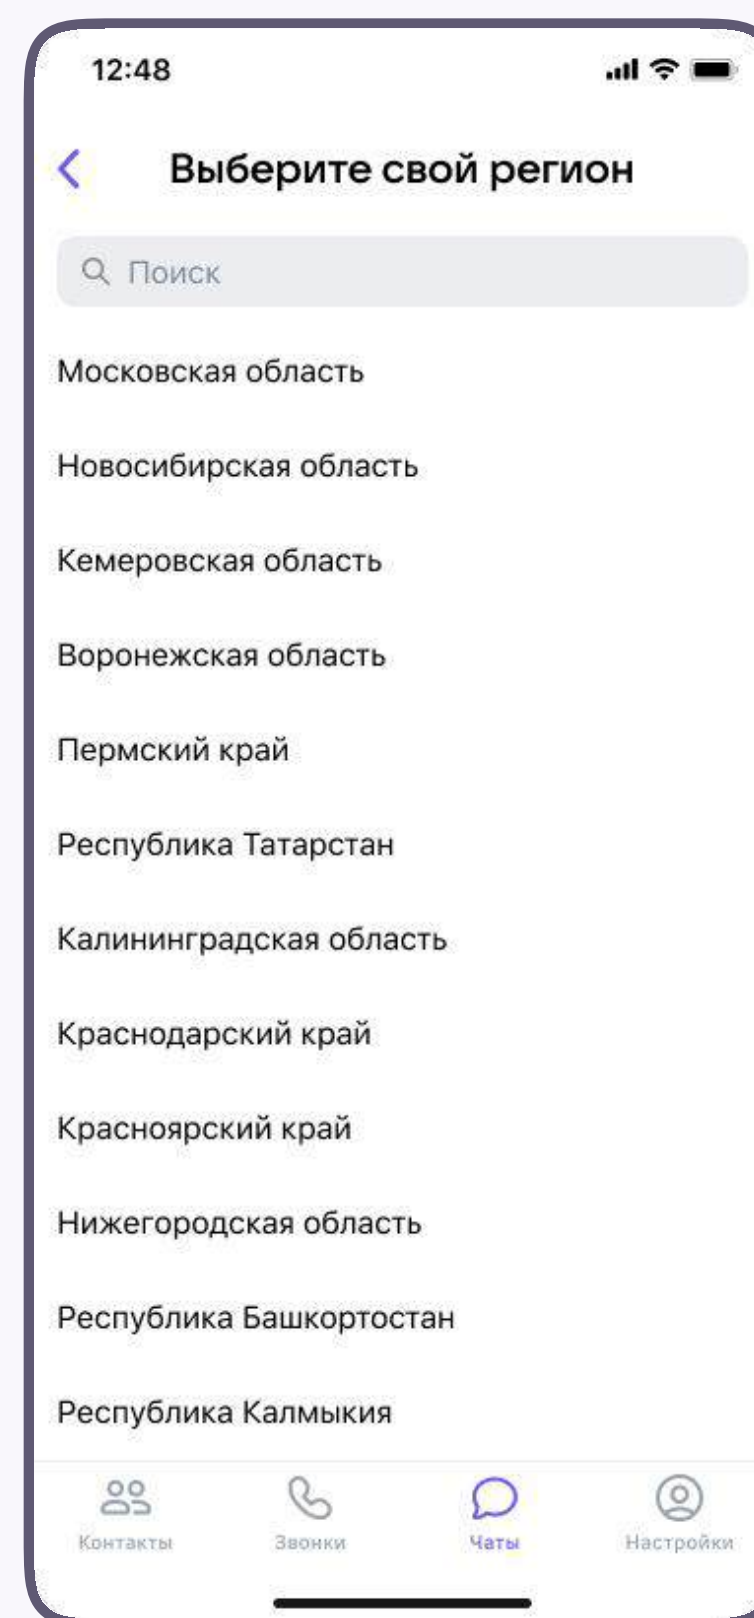 12:48
Выберите свой регион
Поиск
Московская область
Новосибирская область
Кемеровская область
Воронежская область
Пермский край
Республика Татарстан
Калининградская область
Краснодарский край
Красноярский край
Нижегородская область
Республика Башкортостан
Республика Калмыкия
Контакты Звонки Чаты Настройки